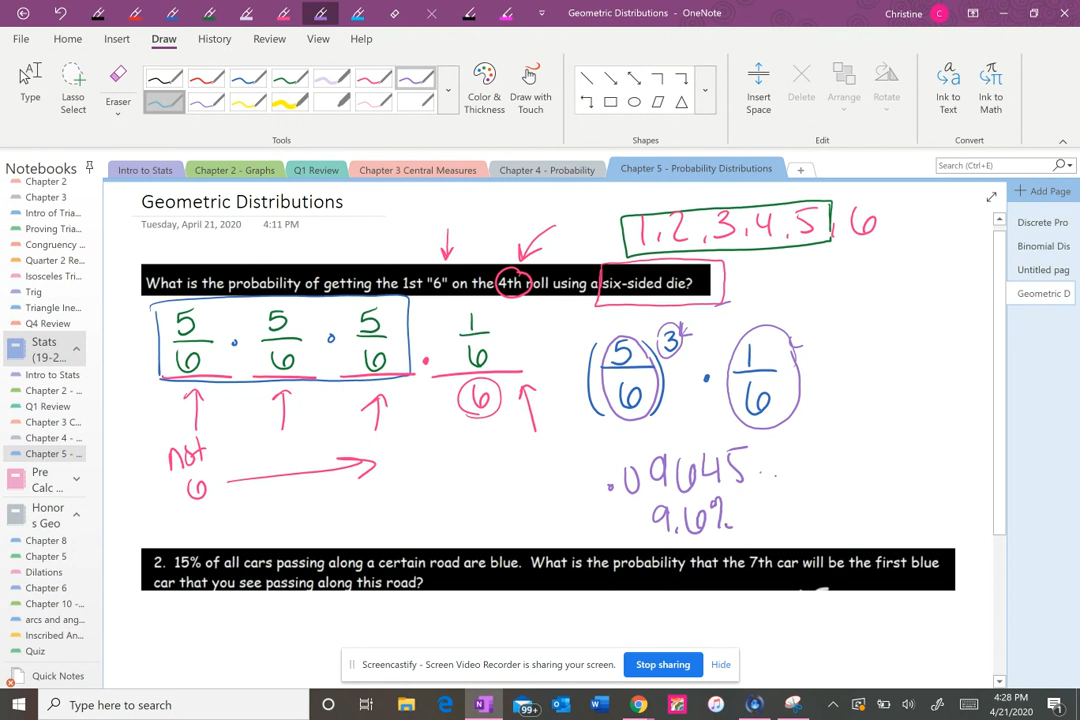 Geometric Distributions - OneNote
Christine
C
File
Home
Insert
Draw
History
Review
View
Help
Type
Lasso
Select
Eraser
Color &
Thickness
Draw with
Touch
Insert
Space
Delete
Arrange
Rotate
Ink to
Text
Ink to
Math
Tools
Shapes
Edit
Convert
Notebooks
Intro to Stats
Chapter 2 - Graphs
Q1 Review
Chapter 3 Central Measures
Chapter 4 - Probability
Chapter 5 - Probability Distributions
Search (Ctrl+E)
Chapter 2
Chapter 3
Intro of Tria...
Proving Tria...
Congruency ...
Quarter 2 R...
Isosceles Tria
Trig
Triangle Ine...
Q4 Review
Stats
(19-2...
Intro to Stats
Chapter 2 - ...
Q1 Review
Chapter 3 C...
Chapter 4 - ...
Chapter 5 - ...
Pre
Calc ...
Honor
s Geo
Chapter 8
Chapter 5
Dilations
Chapter 6
Chapter 10 -...
arcs and ang...
Inscribed An...
Quiz
Quick Notes
Add Page
Discrete Pro
Binomial Dis
Untitled pag
Geometric D
Geometric Distributions
Tuesday, April 21, 2020 4:11 PM
1, 2, 3, 4, 5, 6
What is the probability of getting the 1st "6" on the 4th roll using a six-sided die?
5/6 · 5/6 · 5/6 · 1/6
6
not
6
(5/6)^3 · 1/6
.09645...
9.6%
2. 15% of all cars passing along a certain road are blue. What is the probability that the 7th car will be the first blue
car that you see passing along this road?
Screencastify - Screen Video Recorder is sharing your screen.
Stop sharing
Hide
Type here to search
99+
4:28 PM
4/21/2020